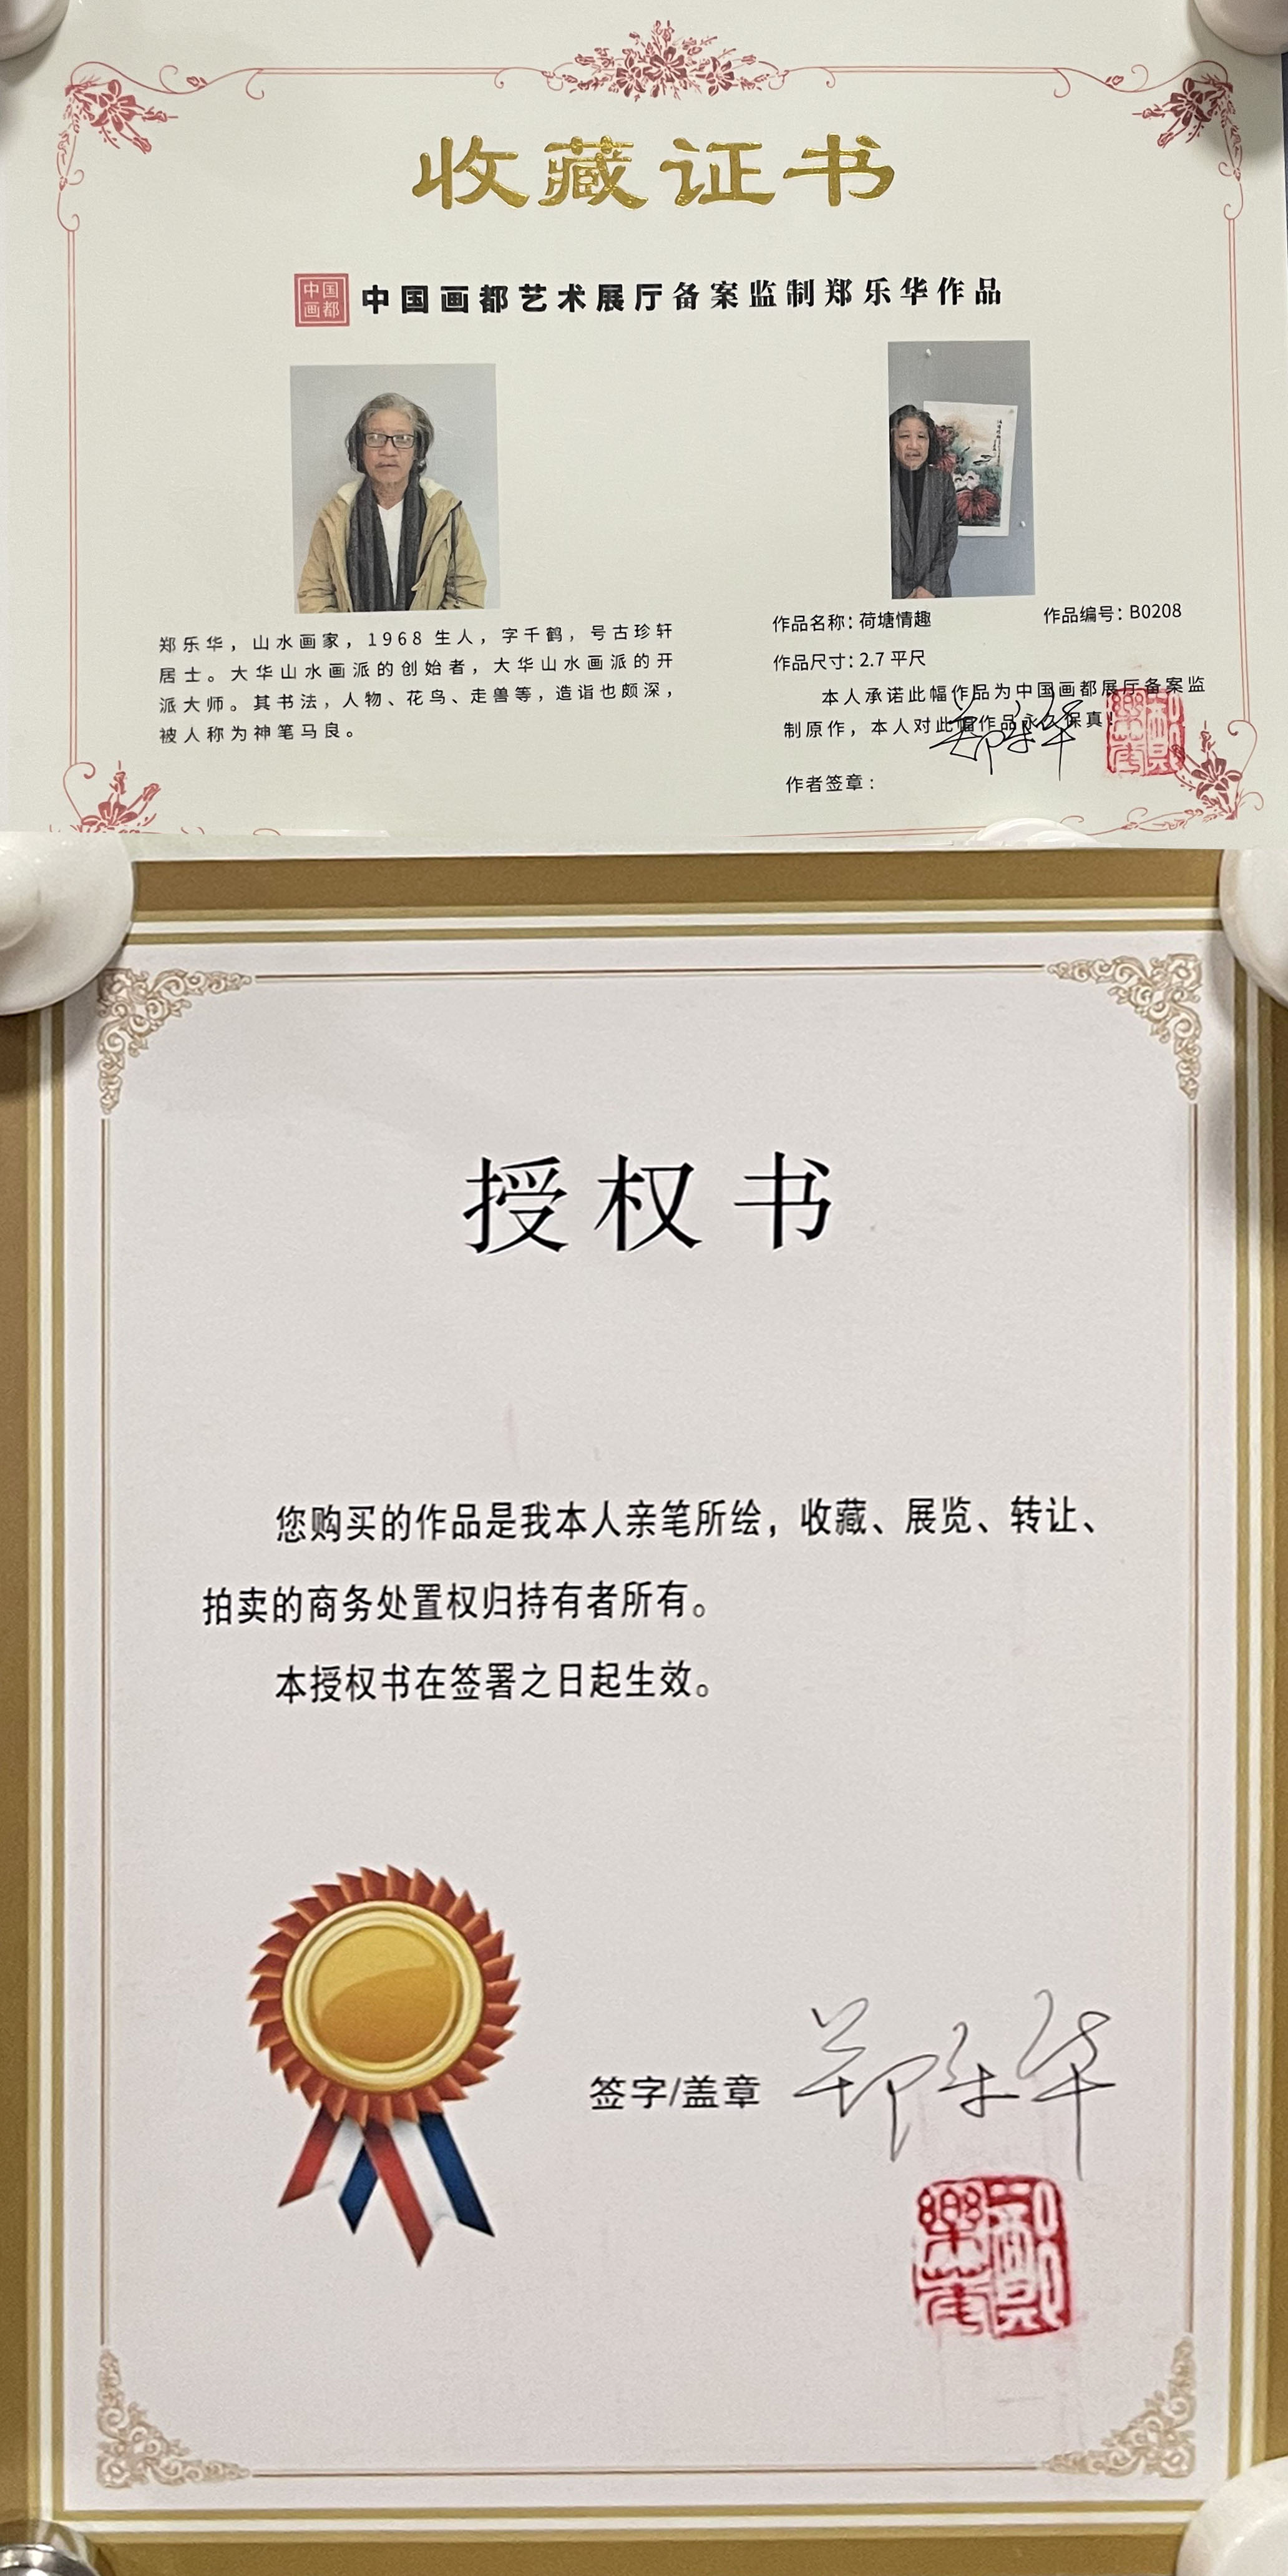 收藏证书
中国画都
中国画都艺术展厅备案监制郑乐华作品
郑乐华，山水画家，1968 生人，字千鹤，号古珍轩
居士。大华山水画派的创始者，大华山水画派的开
派大师。其书法，人物、花鸟、走兽等，造诣也颇深，
被人称为神笔马良。
作品名称：荷塘情趣 作品编号：B0208
作品尺寸：2.7 平尺
本人承诺此幅作品为中国画都展厅备案监
制原作，本人对此幅作品永久保真！
作者签章：
郑乐华
授权书
您购买的作品是我本人亲笔所绘，收藏、展览、转让、
拍卖的商务处置权归持有者所有。
本授权书在签署之日起生效。
签字/盖章 郑乐华